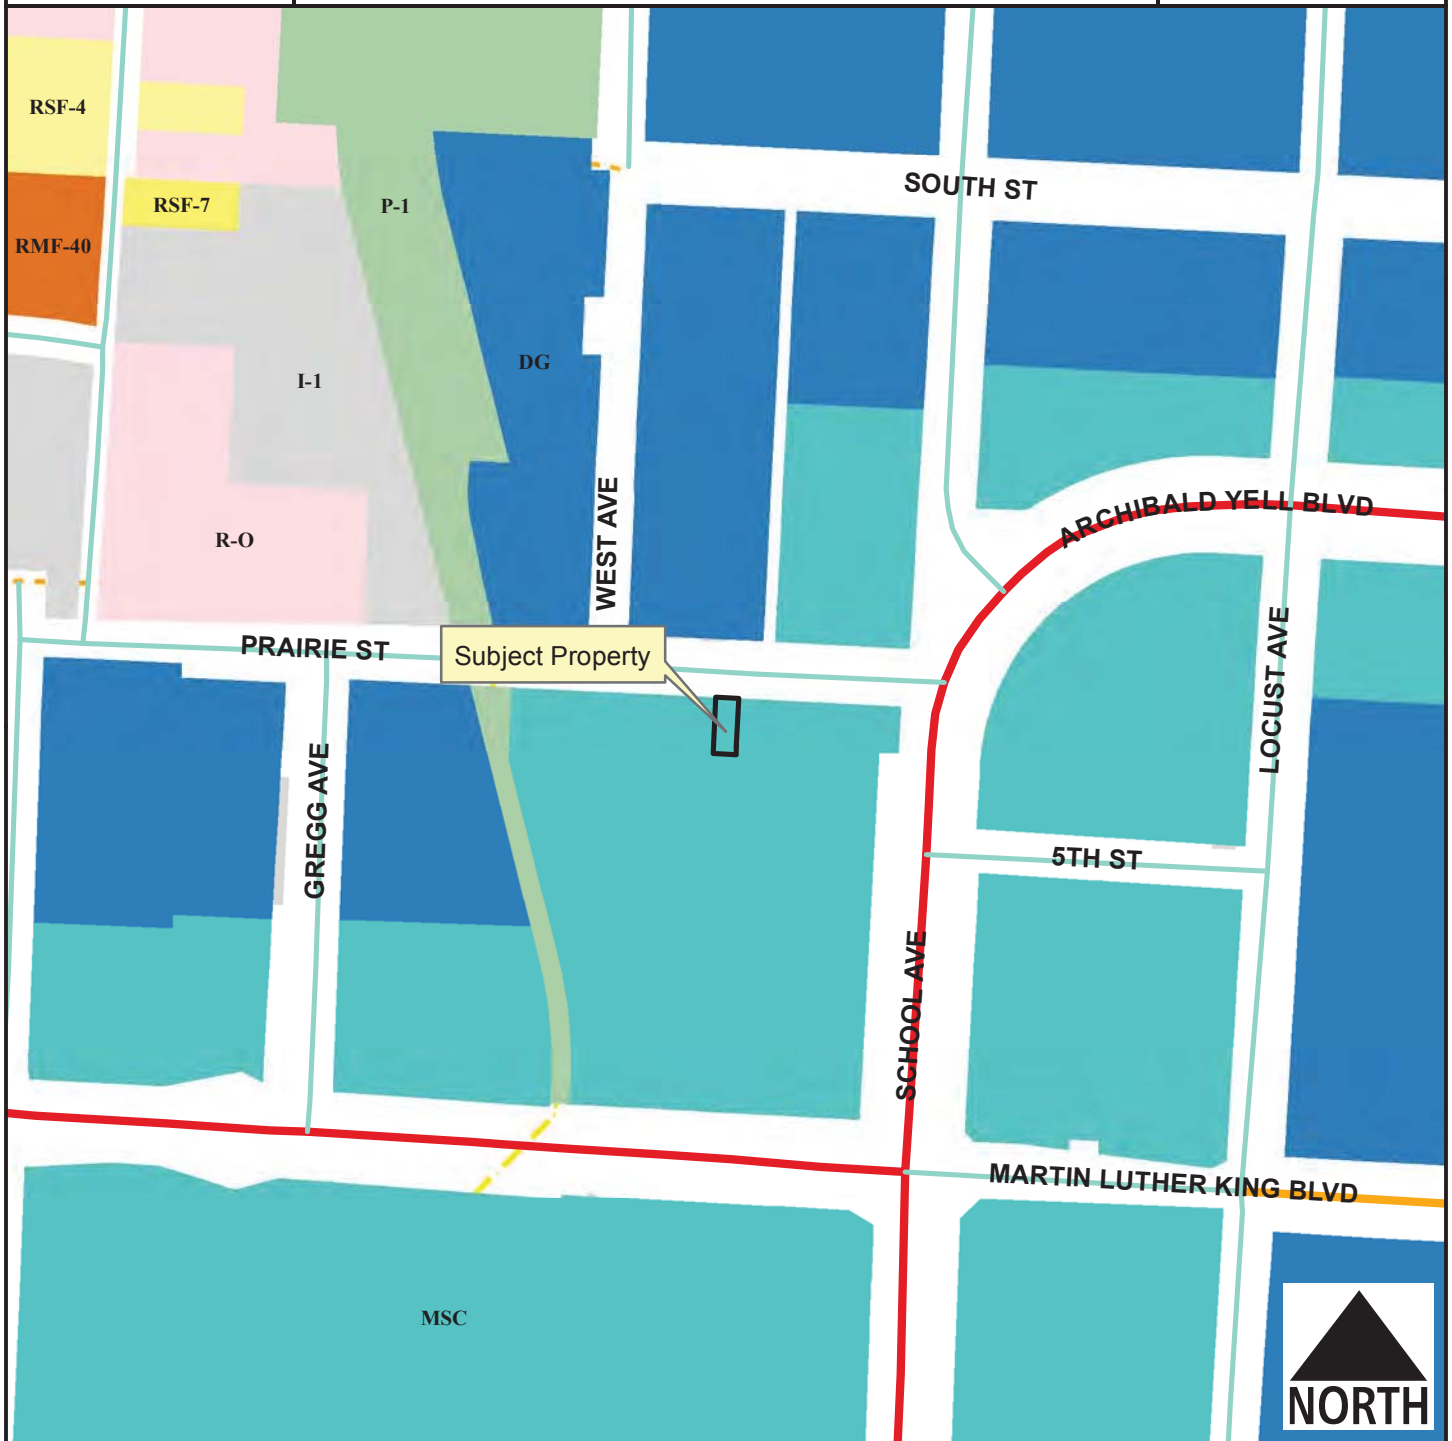 RSF-4
SOUTH ST
RSF-7
P-1
RMF-40
DG
I-1
ARCHIBALD YELL BLVD
R-O
WEST AVE
PRAIRIE ST
Subject Property
LOCUST AVE
GREGG AVE
5TH ST
SCHOOL AVE
MARTIN LUTHER KING BLVD
MSC
NORTH